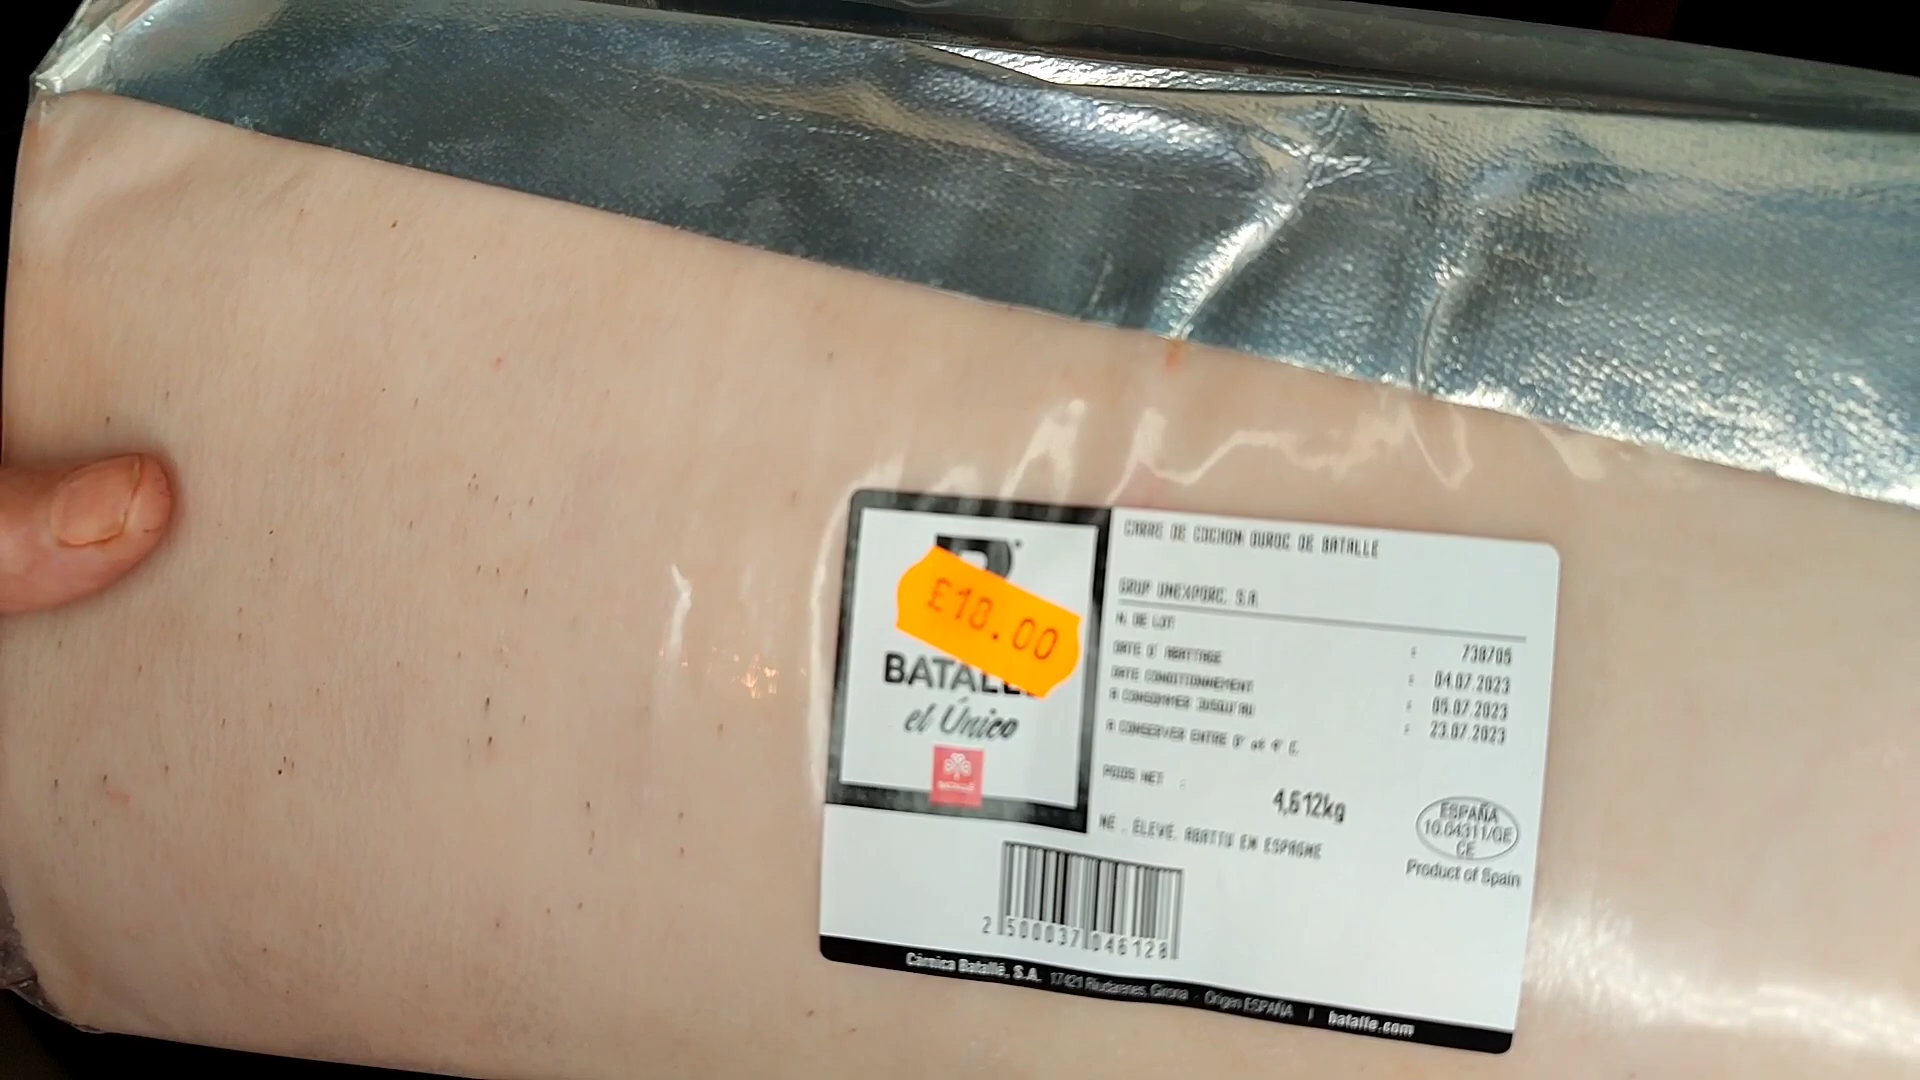 £18.00
BATALLÉ
el Único
CARRE DE COCHON DUROC DE BATALLE
GRUP UNEXPORC, S.A.
N. DE LOT : 738705
DATE D' ABATTAGE : 04.07.2023
DATE CONDITIONNEMENT : 05.07.2023
A CONSOMMER JUSQU'AU : 23.07.2023
A CONSERVER ENTRE 0° et 4° C.
POIDS NET :
4,612kg
NE . ELEVE. ABATTU EN ESPAGNE
ESPAÑA
10.04311/GE
CE
Product of Spain
2 500037 046128
Cárnica Batallé, S.A. 17421 Riudarenes, Girona - Origen ESPAÑA | batalle.com